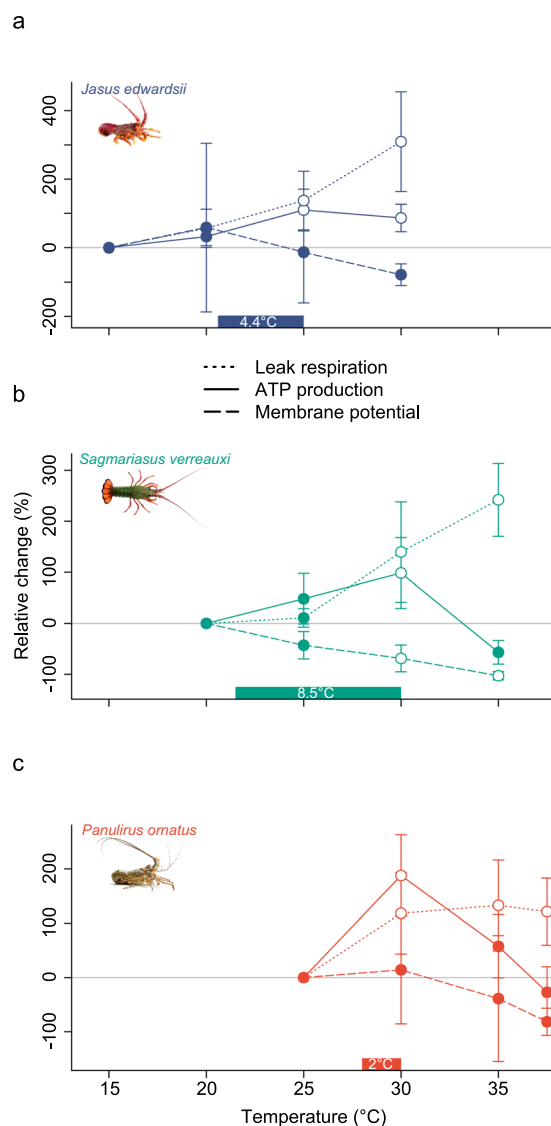 a
Jasus edwardsii
400
200
0
-200
4.4°C
Leak respiration
ATP production
Membrane potential
b
Sagmariasus verreauxi
300
200
100
0
-100
8.5°C
Relative change (%)
c
Panulirus ornatus
200
100
0
-100
2°C
15 20 25 30 35
Temperature (°C)